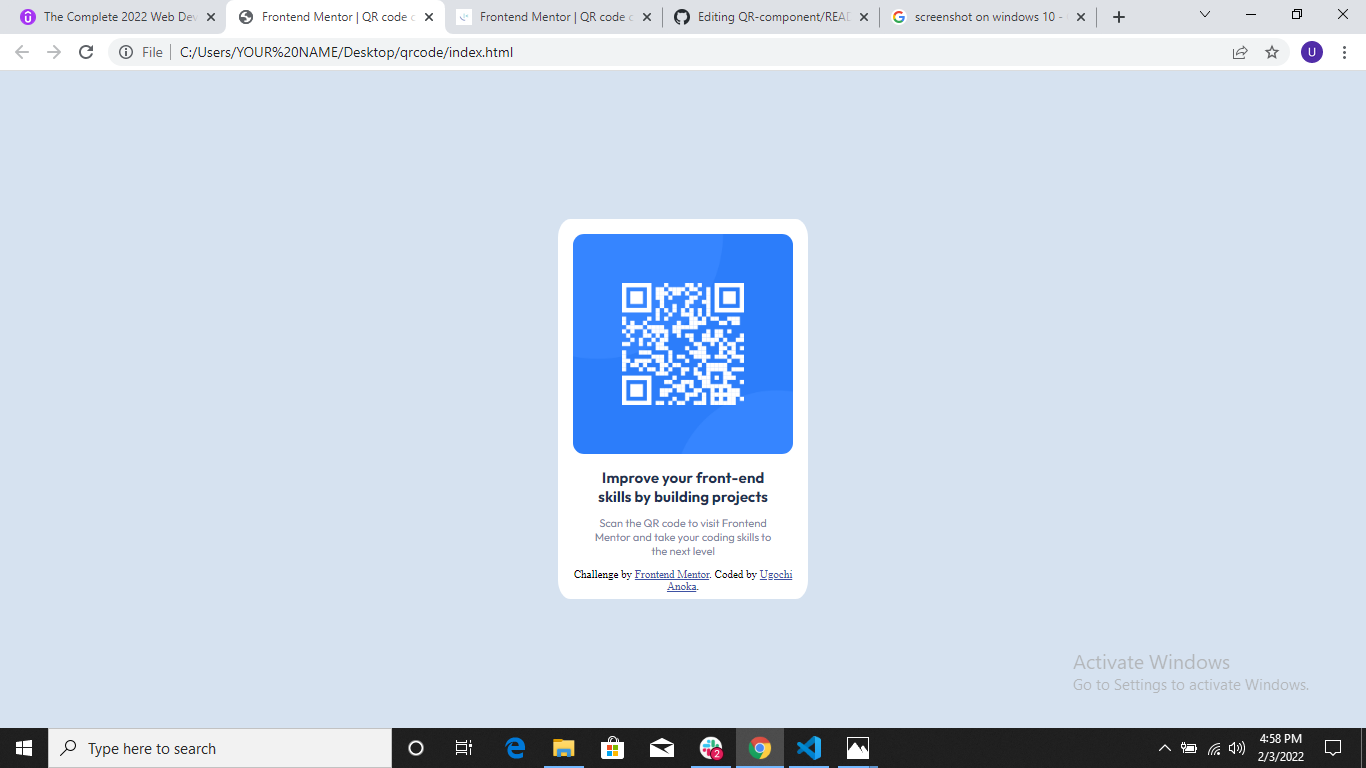 The Complete 2022 Web Dev
Frontend Mentor | QR code c
Frontend Mentor | QR code c
Editing QR-component/READ
screenshot on windows 10 -
File
C:/Users/YOUR%20NAME/Desktop/qrcode/index.html
U
Improve your front-end
skills by building projects
Scan the QR code to visit Frontend
Mentor and take your coding skills to
the next level
Challenge by Frontend Mentor. Coded by Ugochi
Anoka.
Activate Windows
Go to Settings to activate Windows.
Type here to search
2
4:58 PM
2/3/2022